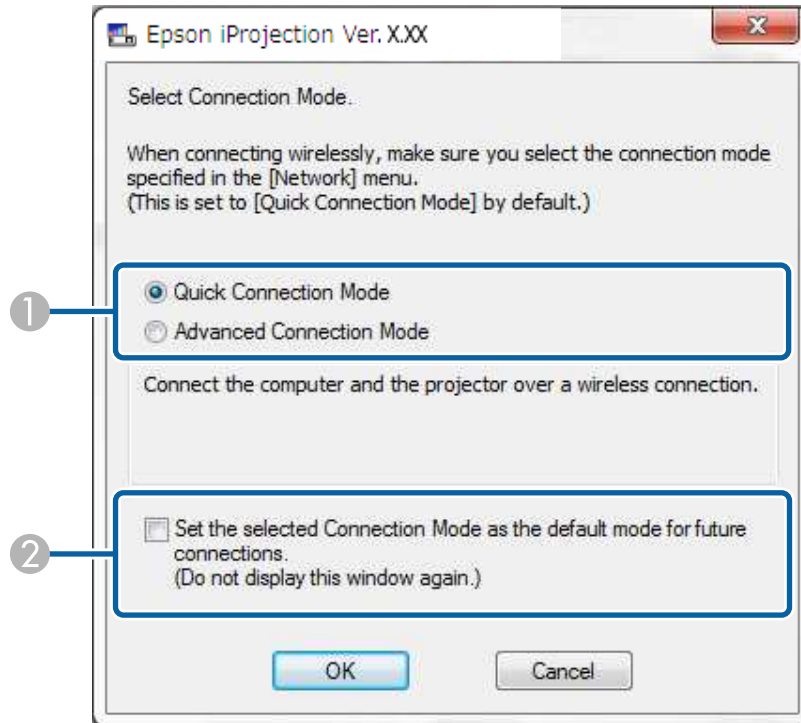 Epson iProjection Ver. X.XX
Select Connection Mode.
When connecting wirelessly, make sure you select the connection mode
specified in the [Network] menu.
(This is set to [Quick Connection Mode] by default.)
1
Quick Connection Mode
Advanced Connection Mode
Connect the computer and the projector over a wireless connection.
2
Set the selected Connection Mode as the default mode for future
connections.
(Do not display this window again.)
OK
Cancel